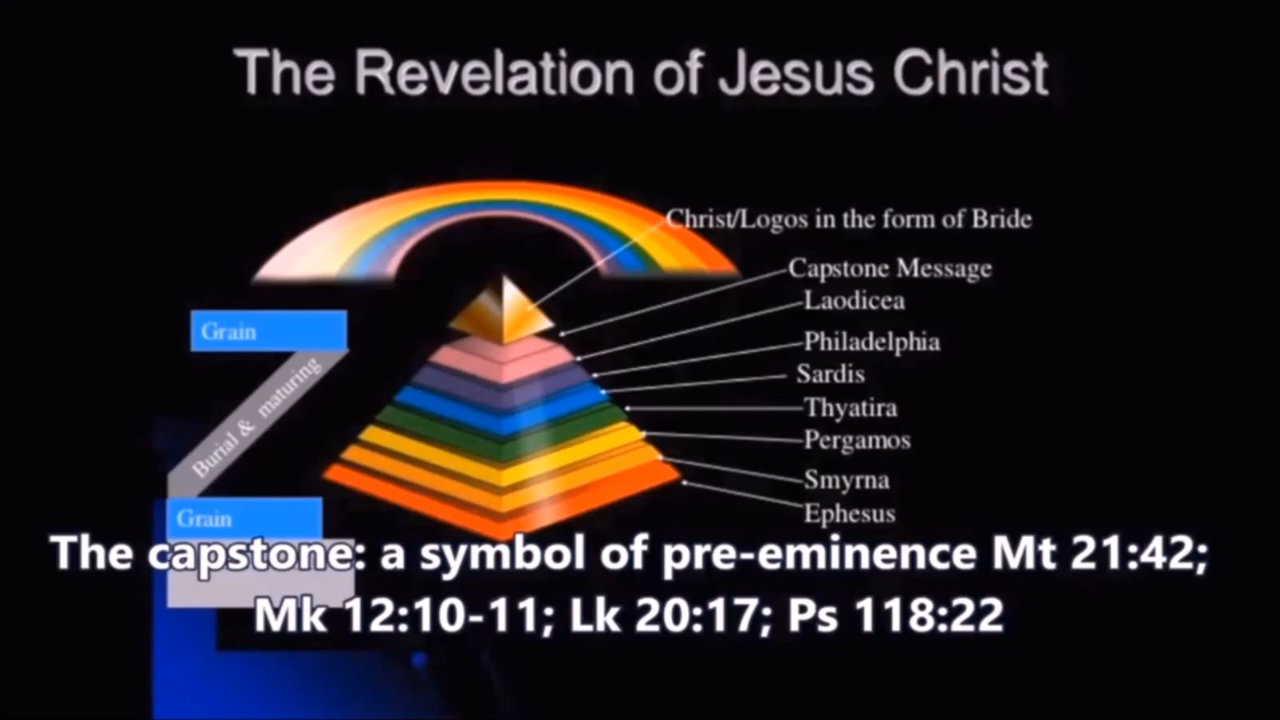 The Revelation of Jesus Christ
Christ/Logos in the form of Bride
Capstone Message
Laodicea
Grain
Philadelphia
Sardis
Burial & maturing
Thyatira
Pergamos
Smyrna
Grain
Ephesus
The capstone: a symbol of pre-eminence Mt 21:42;
Mk 12:10-11; Lk 20:17; Ps 118:22